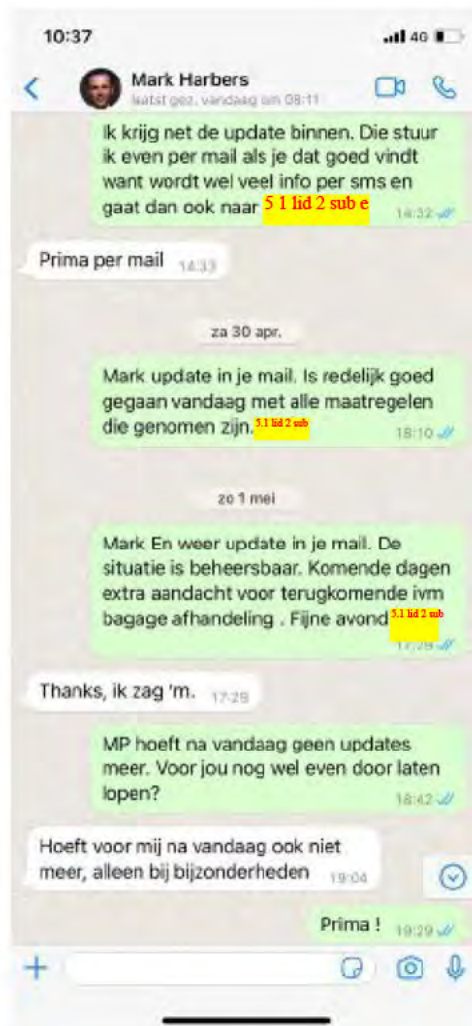 10:37
4G
Mark Harbers
laatst gez. vandaag om 08:11
Ik krijg net de update binnen. Die stuur
ik even per mail als je dat goed vindt
want wordt wel veel info per sms en
gaat dan ook naar 5 1 lid 2 sub e
14:32
Prima per mail 14:33
za 30 apr.
Mark update in je mail. Is redelijk goed
gegaan vandaag met alle maatregelen
die genomen zijn. 5.1 lid 2 sub
18:10
zo 1 mei
Mark En weer update in je mail. De
situatie is beheersbaar. Komende dagen
extra aandacht voor terugkomende ivm
bagage afhandeling . Fijne avond 5.1 lid 2 sub
17:29
Thanks, ik zag 'm. 17:29
MP hoeft na vandaag geen updates
meer. Voor jou nog wel even door laten
lopen?
18:42
Hoeft voor mij na vandaag ook niet
meer, alleen bij bijzonderheden 19:04
Prima ! 19:29